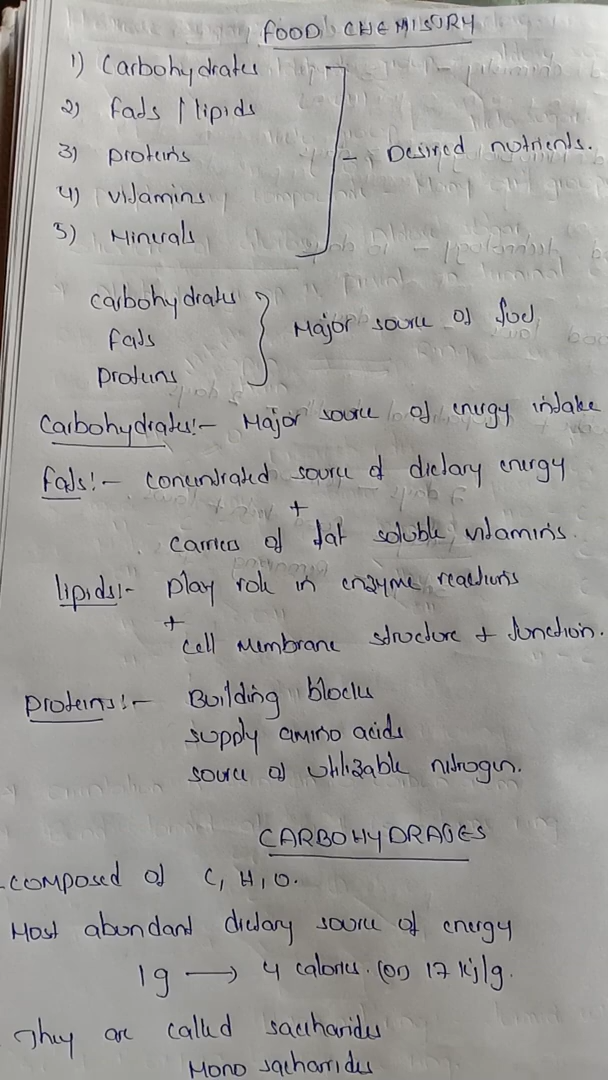 FOOD CHEMISORY
1) Carbohydrates
2) fats / lipids
3) proteins
4) vitamins
5) Minerals
- Desired nutrients.
carbohydrates
fats
Proteins
Major source of fuel
Carbohydrates:- Major source of energy intake
fats:- concentrated source of dietary energy
+
carries of fat soluble vitamins.
lipids:- play role in enzyme reactions
+
cell membrane structure + function.
Proteins:- Building blocks
supply amino acids
source of utilizable nitrogen.
CARBOHYDRAGES
-composed of C, H, O.
Most abundant dietary source of energy
1g → 4 calories. (or) 17 kj/g.
They are called saccharides
Mono sacharrides